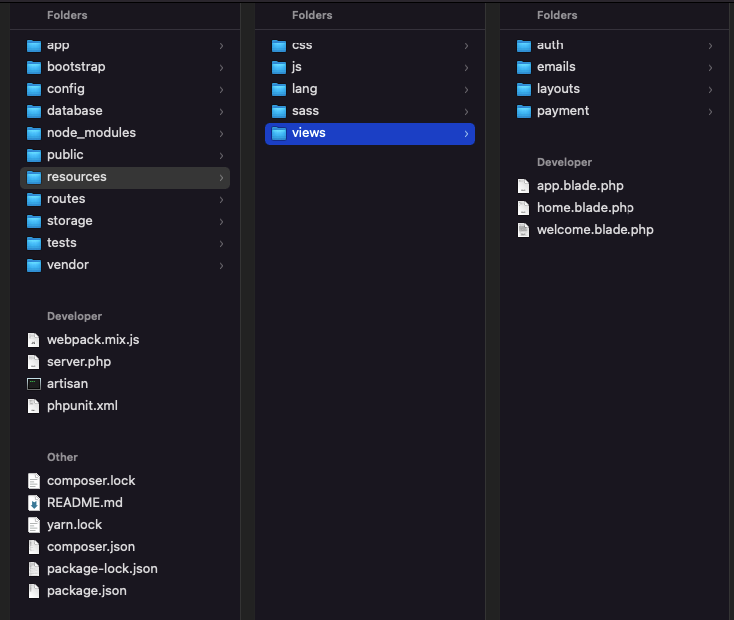 Folders
app
bootstrap
config
database
node_modules
public
resources
routes
storage
tests
vendor
Developer
webpack.mix.js
server.php
artisan
phpunit.xml
Other
composer.lock
README.md
yarn.lock
composer.json
package-lock.json
package.json
Folders
css
js
lang
sass
views
Folders
auth
emails
layouts
payment
Developer
app.blade.php
home.blade.php
welcome.blade.php